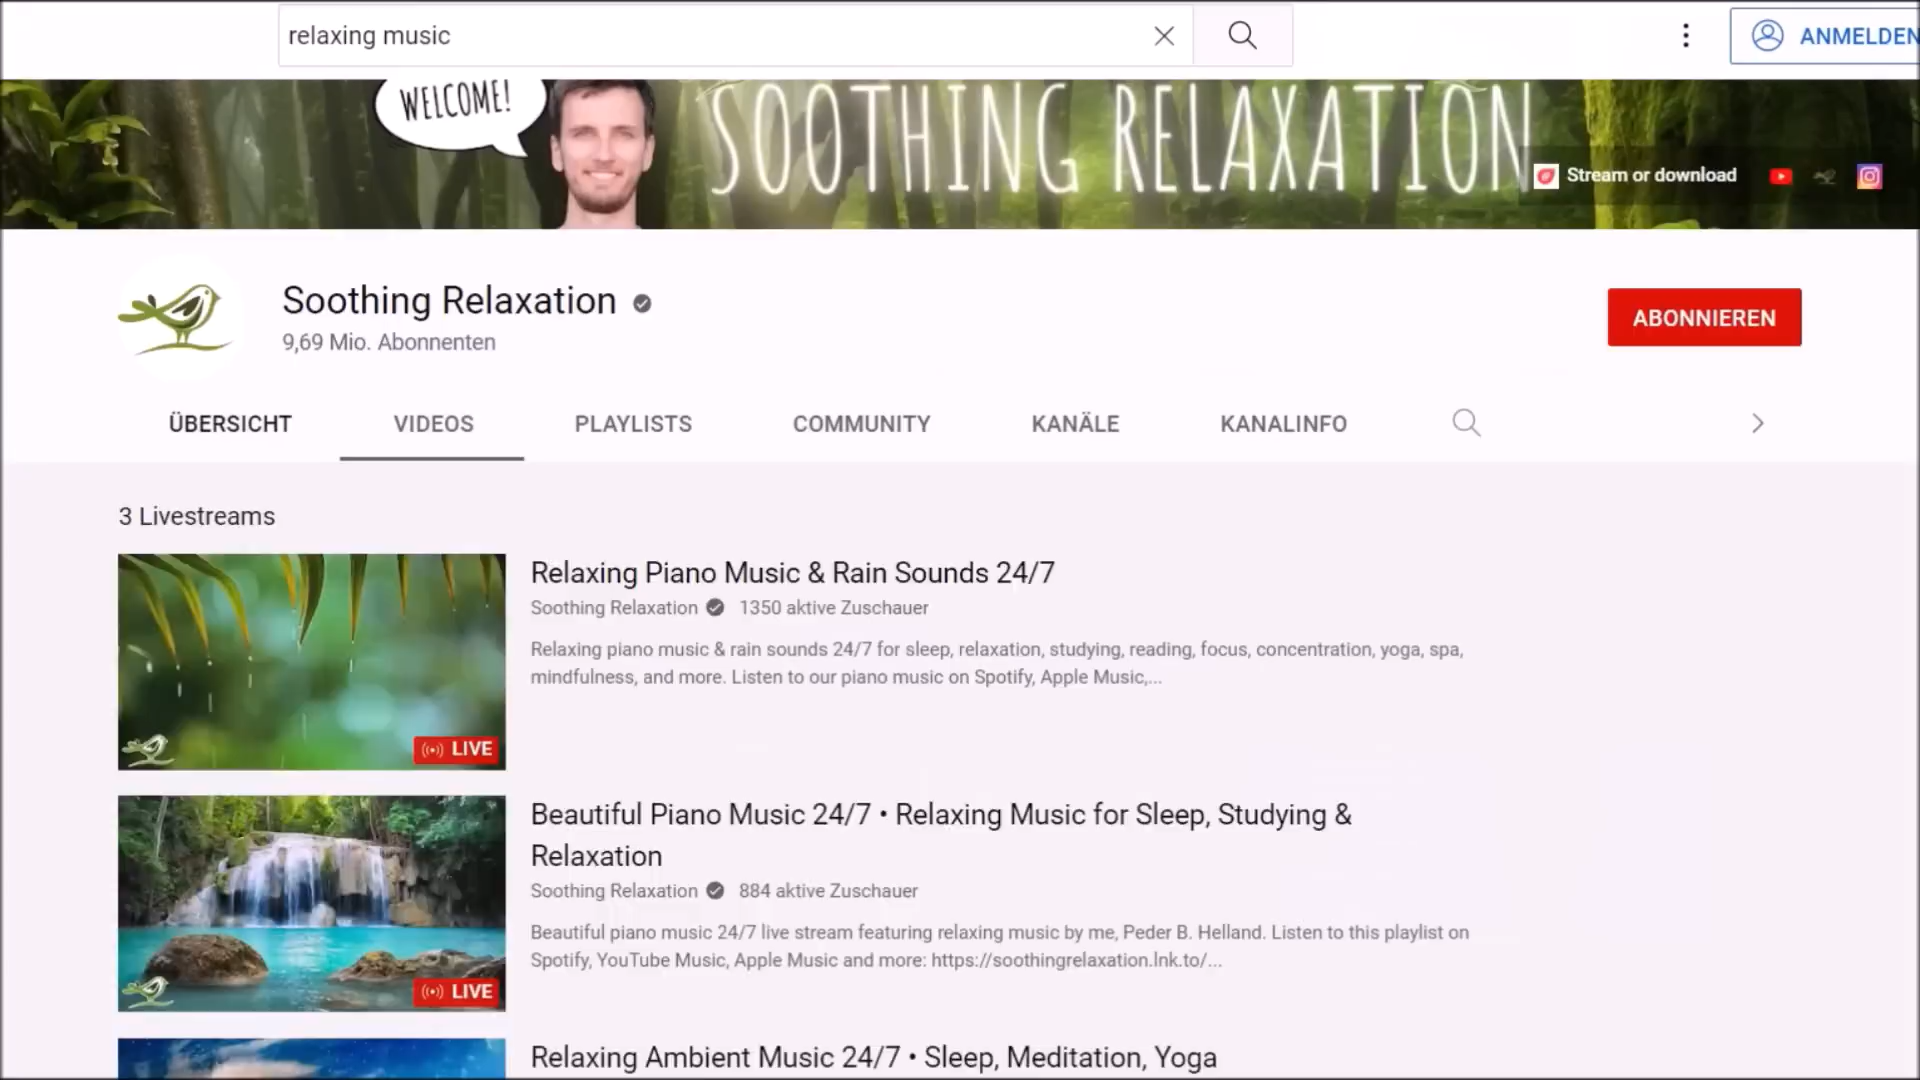 relaxing music
ANMELDEN
WELCOME!
SOOTHING RELAXATION
Stream or download
Soothing Relaxation
9,69 Mio. Abonnenten
ABONNIEREN
ÜBERSICHT
VIDEOS
PLAYLISTS
COMMUNITY
KANÄLE
KANALINFO
3 Livestreams
Relaxing Piano Music & Rain Sounds 24/7
Soothing Relaxation 1350 aktive Zuschauer
Relaxing piano music & rain sounds 24/7 for sleep, relaxation, studying, reading, focus, concentration, yoga, spa,
mindfulness, and more. Listen to our piano music on Spotify, Apple Music,...
LIVE
Beautiful Piano Music 24/7 • Relaxing Music for Sleep, Studying &
Relaxation
Soothing Relaxation 884 aktive Zuschauer
Beautiful piano music 24/7 live stream featuring relaxing music by me, Peder B. Helland. Listen to this playlist on
Spotify, YouTube Music, Apple Music and more: https://soothingrelaxation.lnk.to/...
LIVE
Relaxing Ambient Music 24/7 • Sleep, Meditation, Yoga